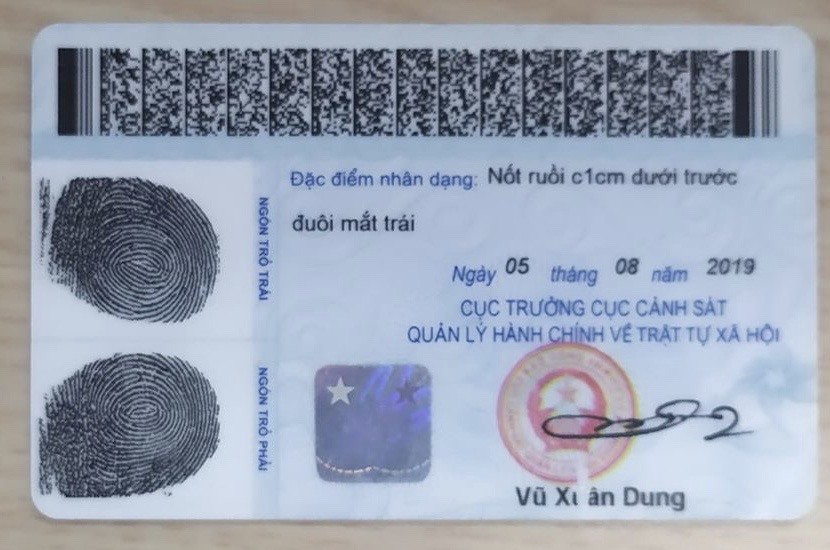 Đặc điểm nhân dạng: Nốt ruồi c1cm dưới trước
đuôi mắt trái
NGÓN TRỎ TRÁI
Ngày 05 tháng 08 năm 2019
CỤC TRƯỞNG CỤC CẢNH SÁT
QUẢN LÝ HÀNH CHÍNH VỀ TRẬT TỰ XÃ HỘI
NGÓN TRỎ PHẢI
Vũ Xuân Dung